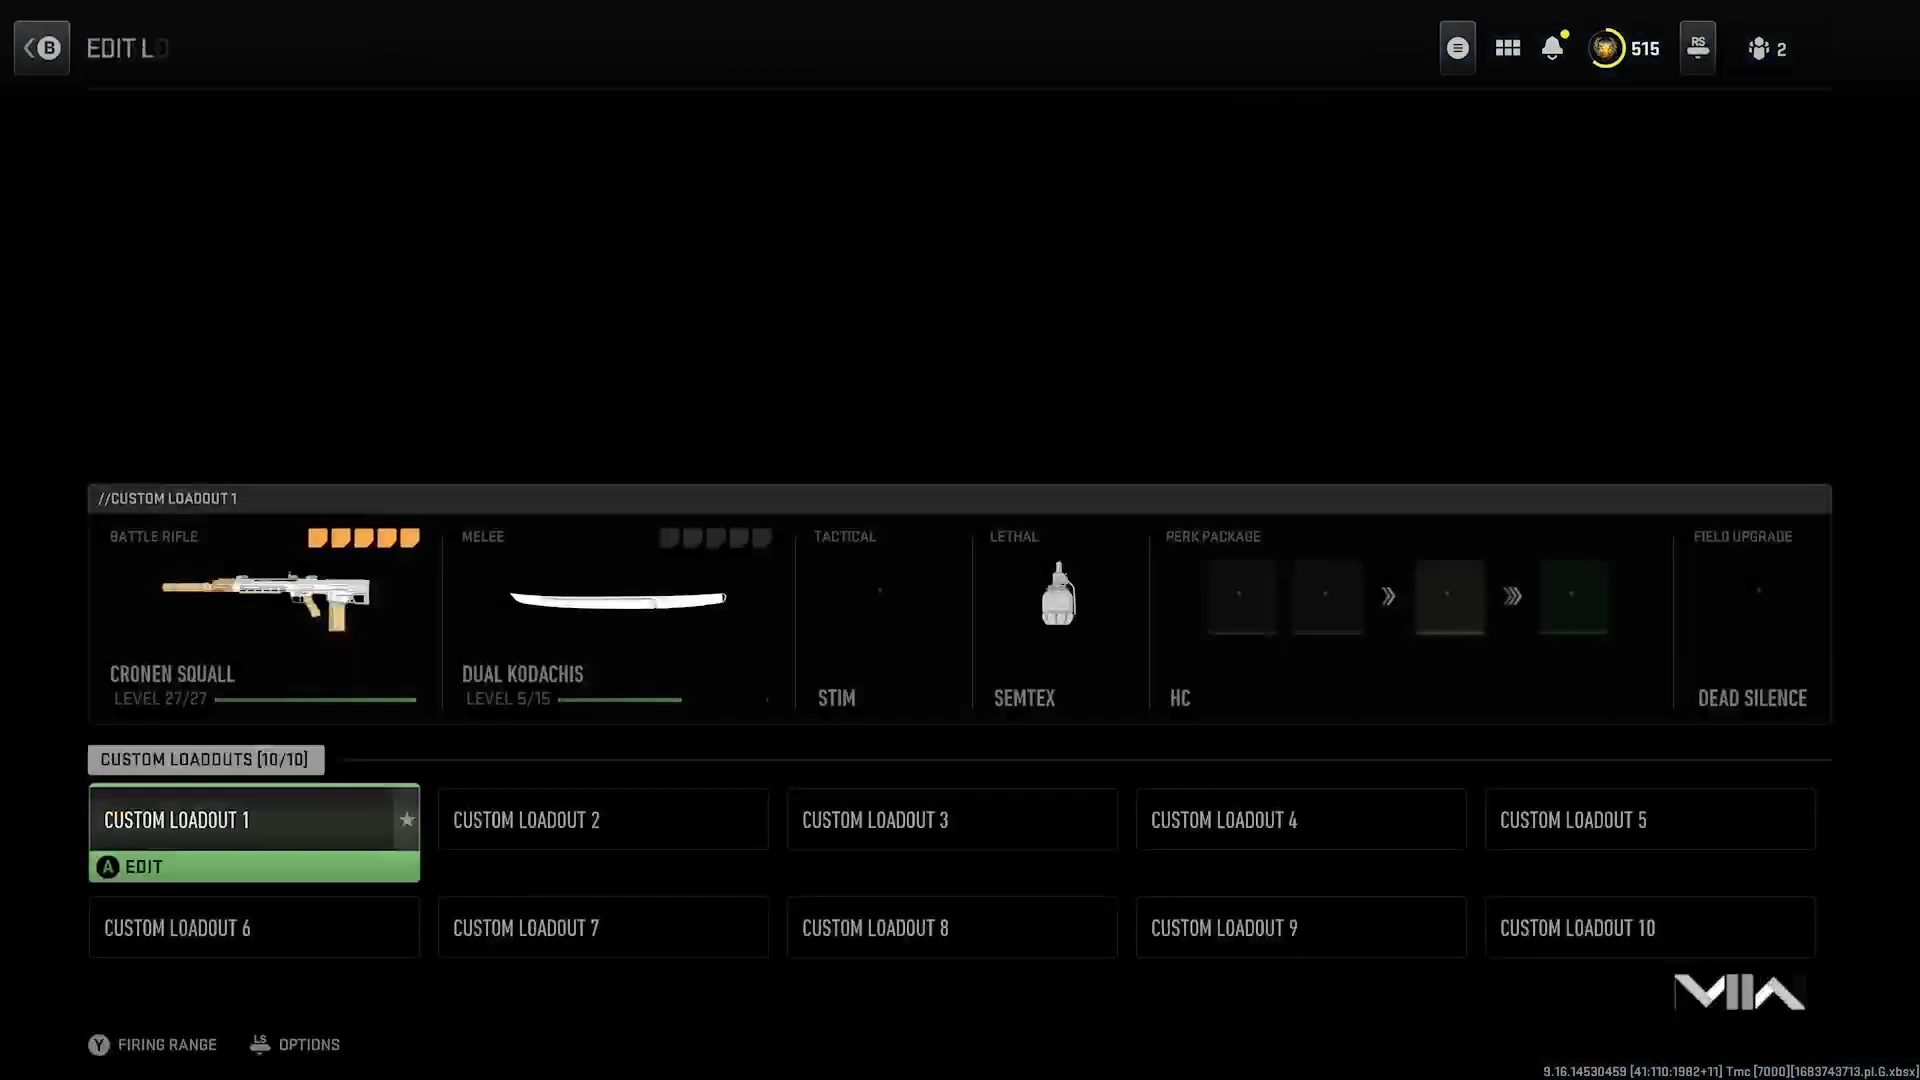 B EDIT LO
515
RS
2
//CUSTOM LOADOUT 1
BATTLE RIFLE
MELEE
TACTICAL
LETHAL
PERK PACKAGE
FIELD UPGRADE
CRONEN SQUALL
LEVEL 27/27
DUAL KODACHIS
LEVEL 5/15
STIM
SEMTEX
HC
DEAD SILENCE
CUSTOM LOADOUTS [10/10]
CUSTOM LOADOUT 1
CUSTOM LOADOUT 2
CUSTOM LOADOUT 3
CUSTOM LOADOUT 4
CUSTOM LOADOUT 5
A EDIT
CUSTOM LOADOUT 6
CUSTOM LOADOUT 7
CUSTOM LOADOUT 8
CUSTOM LOADOUT 9
CUSTOM LOADOUT 10
MIIA
Y FIRING RANGE
LS OPTIONS
9.16.14530459 [41:110:1982+11] Tmc [7000][1683743713.pl.G.xbsx]